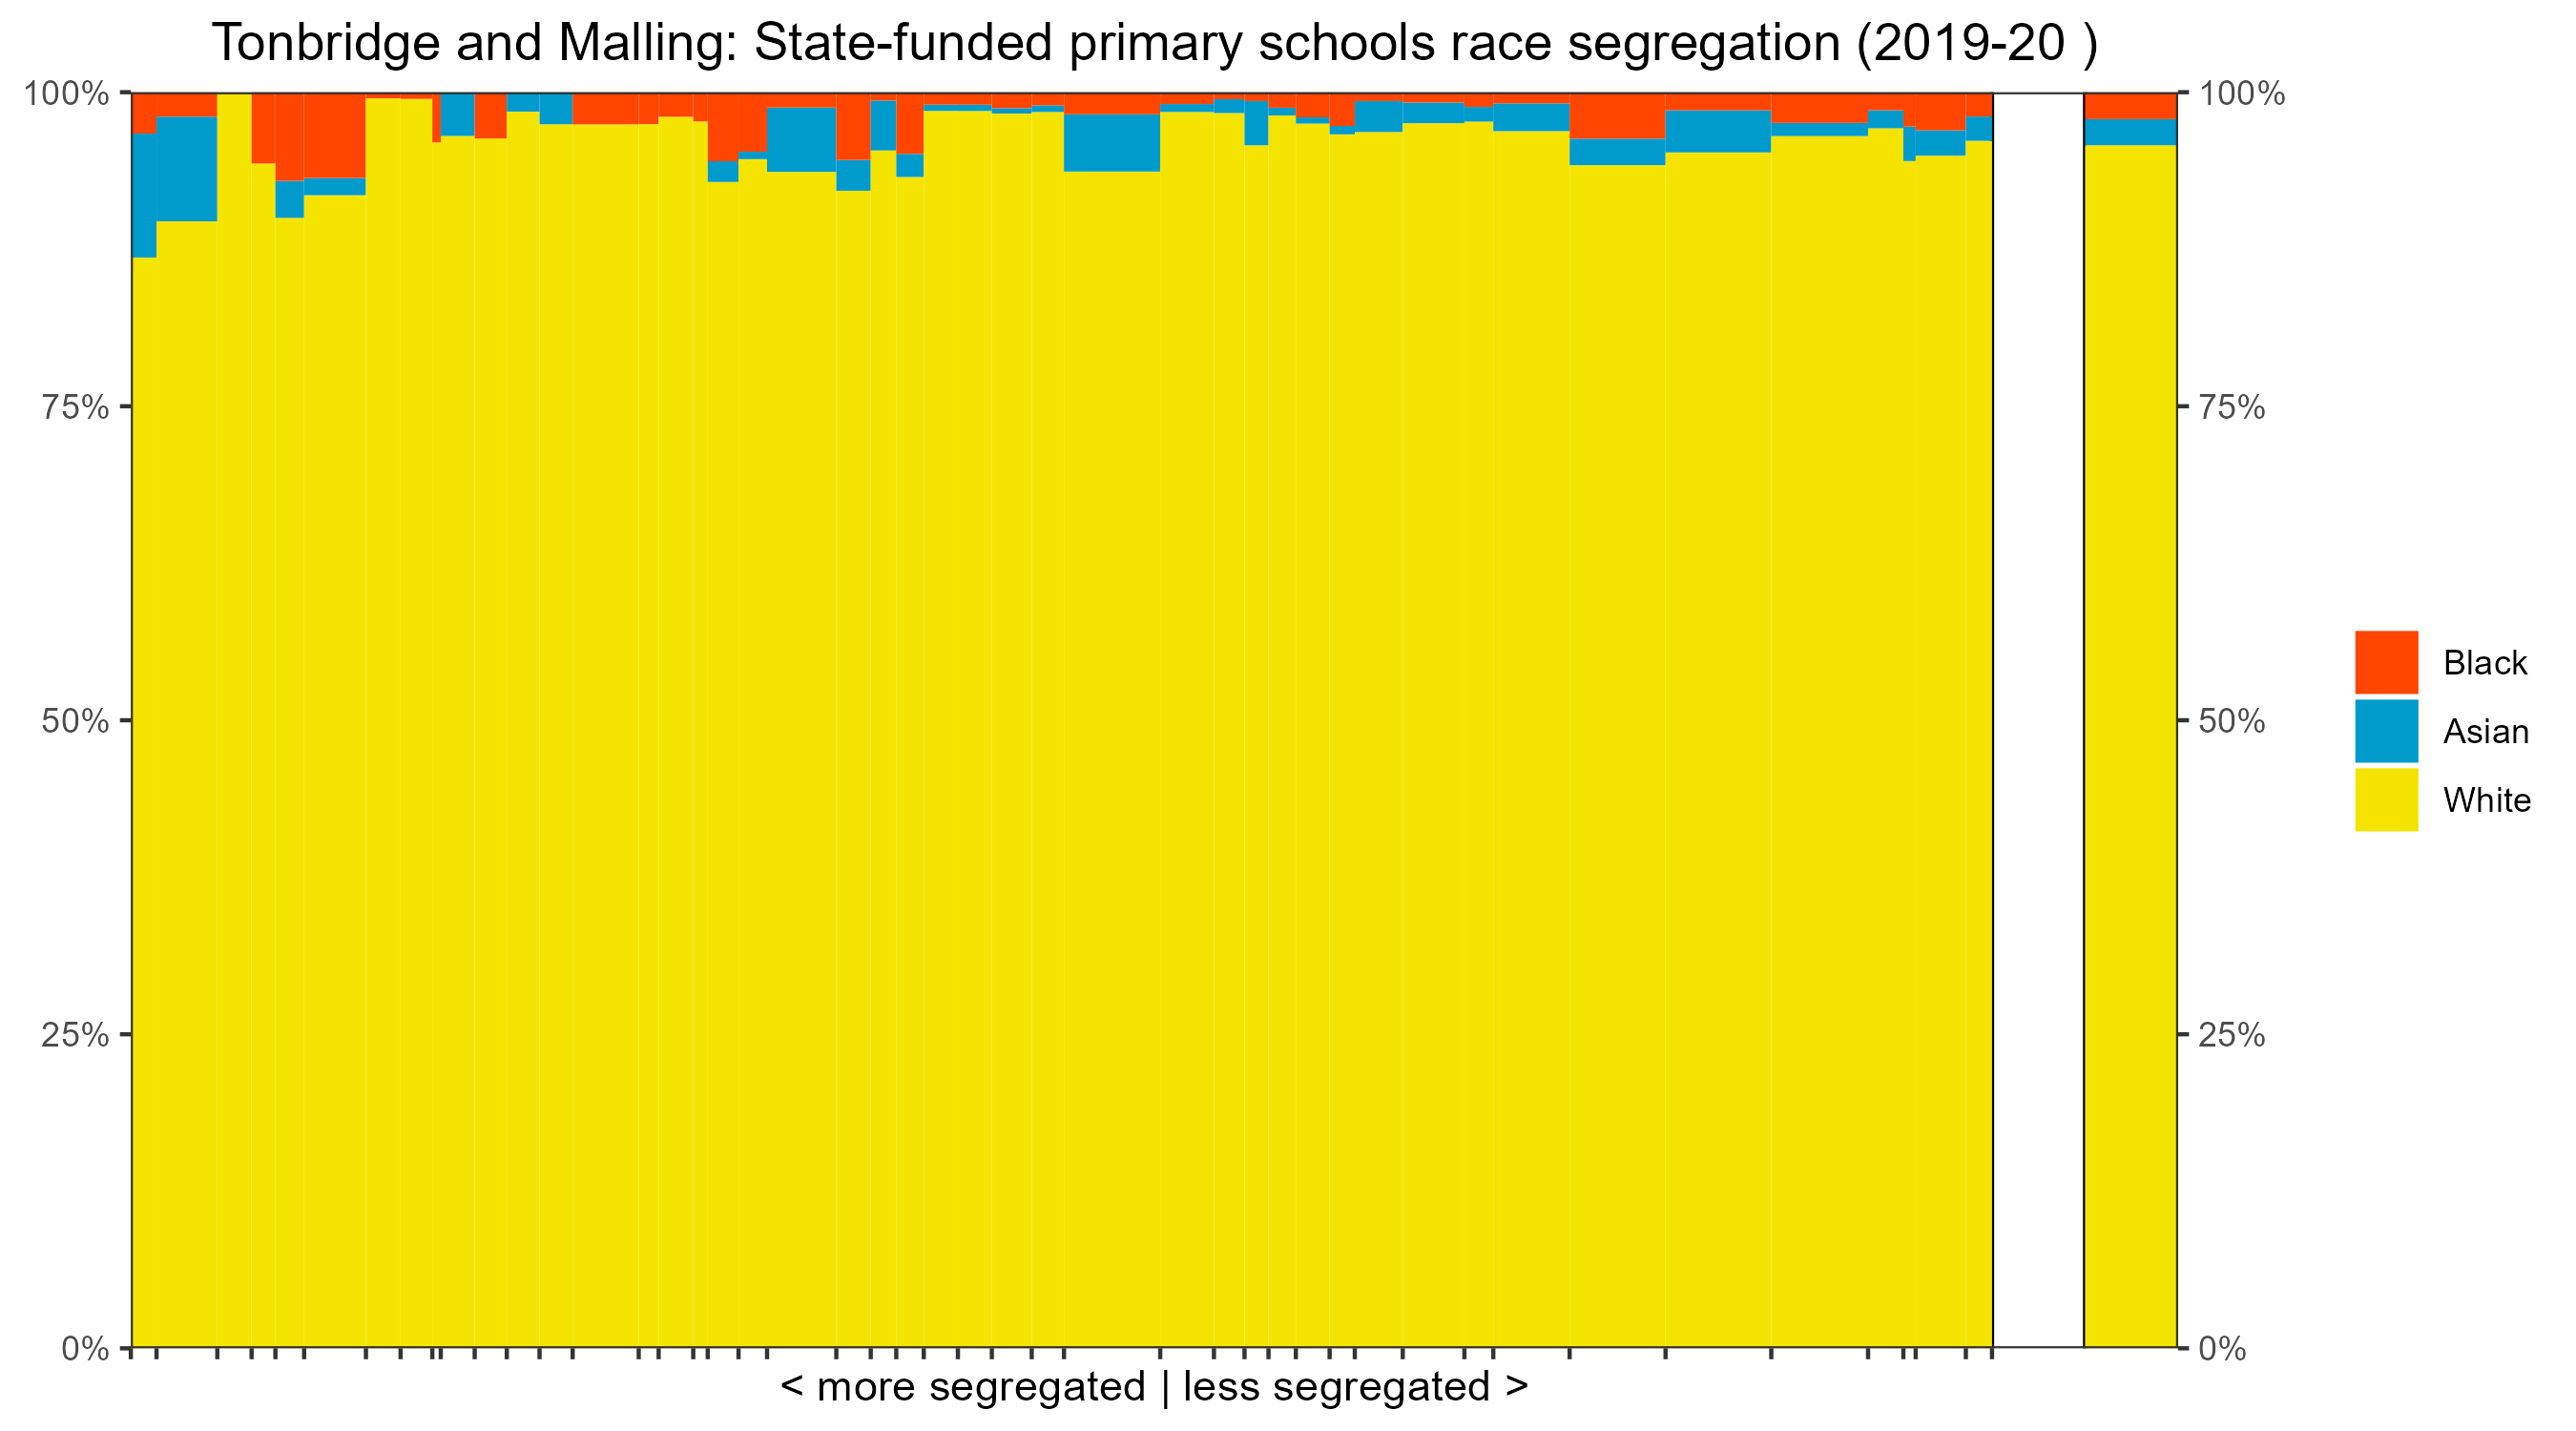 Tonbridge and Malling: State-funded primary schools race segregation (2019-20 )
100%
75%
50%
25%
0%
100%
75%
50%
25%
0%
Black
Asian
White
< more segregated | less segregated >